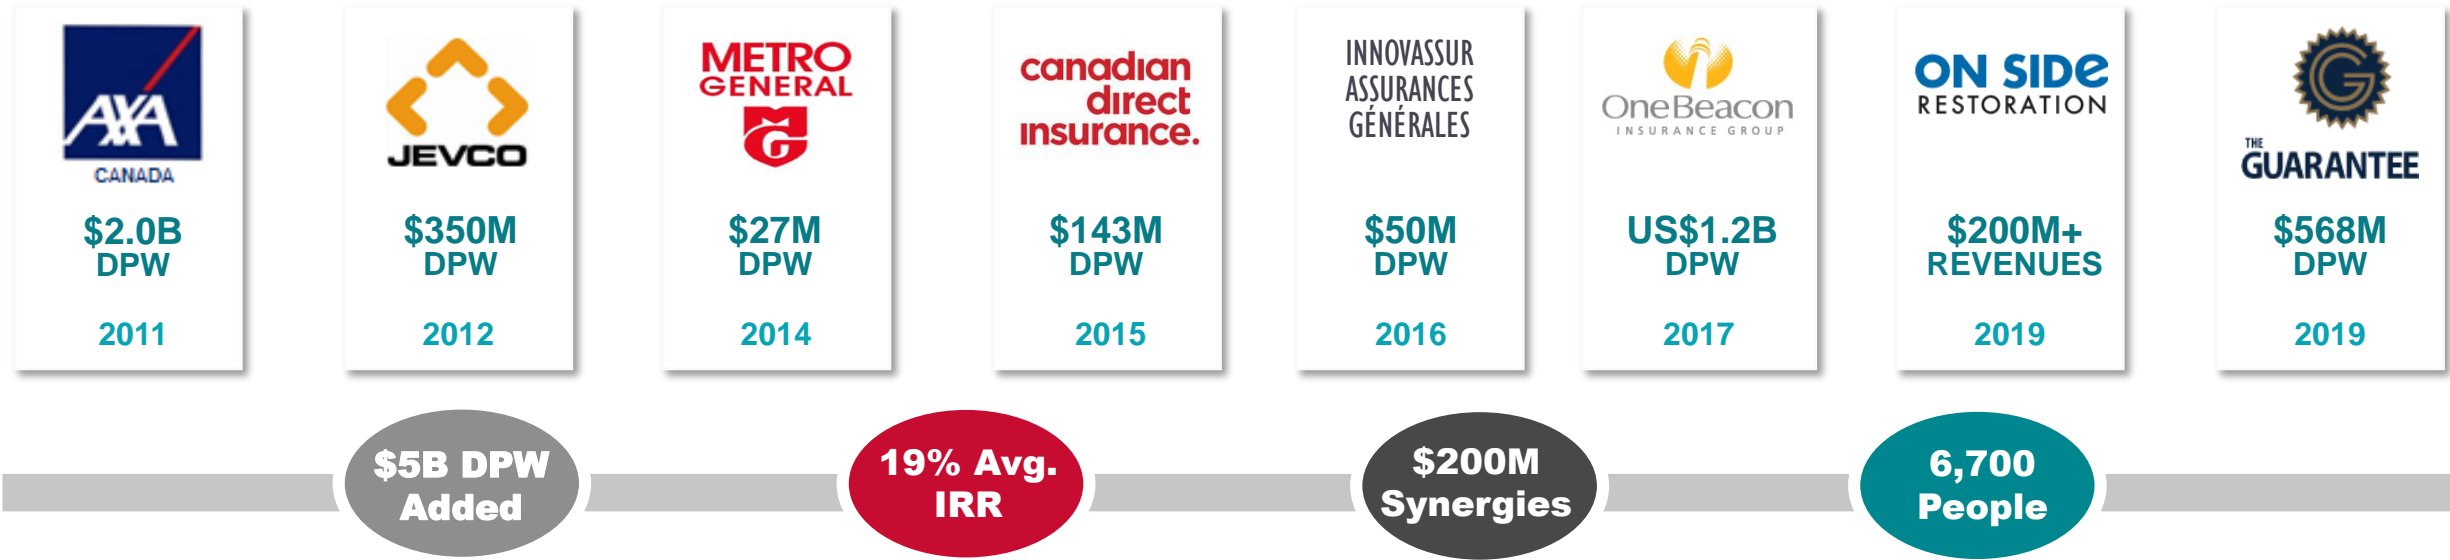 AXA
CANADA
$2.0B
DPW
2011
JEVCO
$350M
DPW
2012
METRO
GENERAL
G
$27M
DPW
2014
canadian
direct
insurance.
$143M
DPW
2015
INNOVASSUR
ASSURANCES
GÉNÉRALES
$50M
DPW
2016
OneBeacon
INSURANCE GROUP
US$1.2B
DPW
2017
ON SIDe
RESTORATION
$200M+
REVENUES
2019
G
THE
GUARANTEE
$568M
DPW
2019
$5B DPW
Added
19% Avg.
IRR
$200M
Synergies
6,700
People